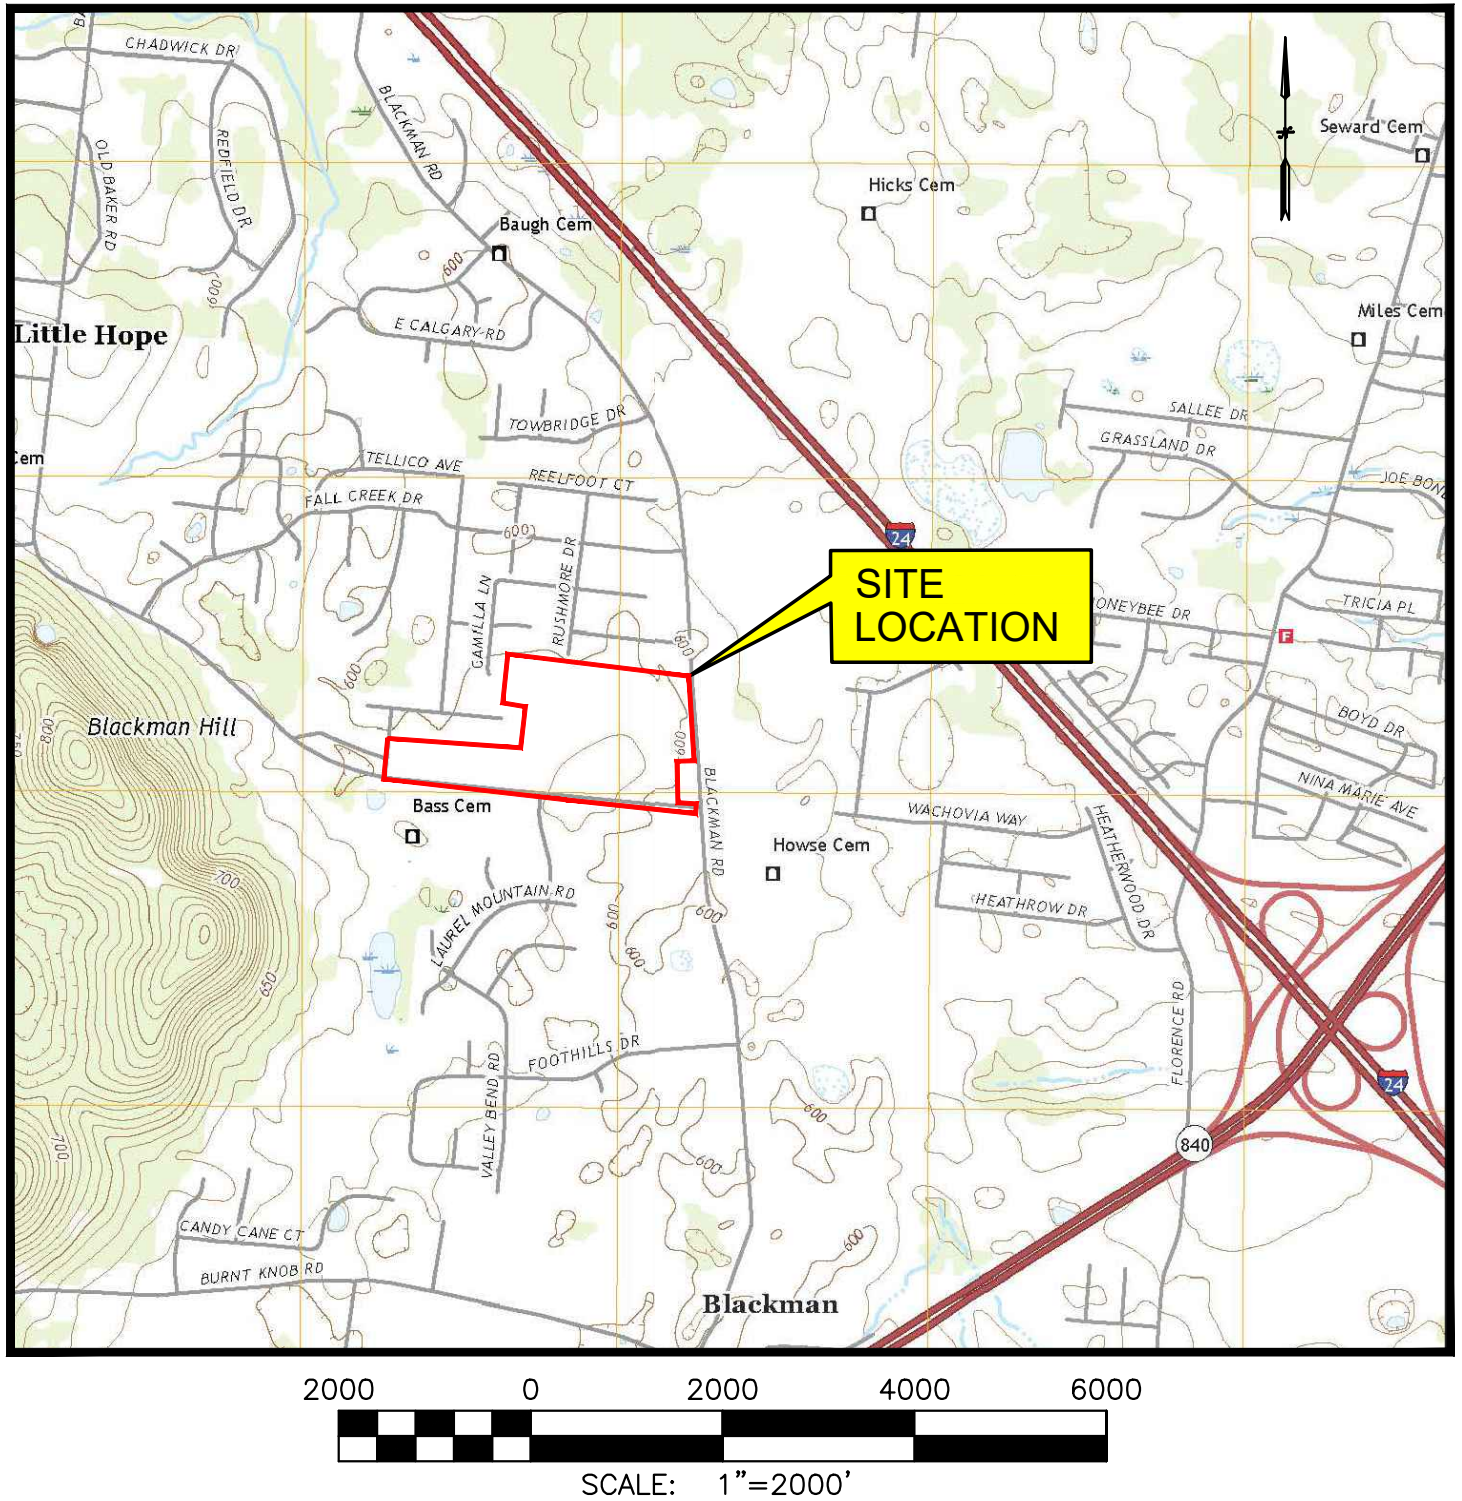 BLACKMAN RD
CHADWICK DR
OLD BAKER RD
REDFIELD DR
Seward Cem
Hicks Cem
Baugh Cem
600
600
Little Hope
E CALGARY RD
Miles Cem
TOWBRIDGE DR
SALLEE DR
GRASSLAND DR
Cem
TELLICO AVE
REELFOOT CT
JOE BON
FALL CREEK DR
600
24
SITE
LOCATION
RUSHMORE DR
GAMILLA LN
ONEYBEE DR
TRICIA PL
F
600
600
Blackman Hill
800
750
600
BOYD DR
NINA MARIE AVE
BLACKMAN RD
Bass Cem
WACHOVIA WAY
HEATHERWOOD DR
Howse Cem
700
LAUREL MOUNTAIN RD
HEATHROW DR
600
600
600
650
FLORENCE RD
FOOTHILLS DR
VALLEY BEND RD
24
600
840
700
600
CANDY CANE CT
600
BURNT KNOB RD
Blackman
2000 0 2000 4000 6000
SCALE: 1"=2000'